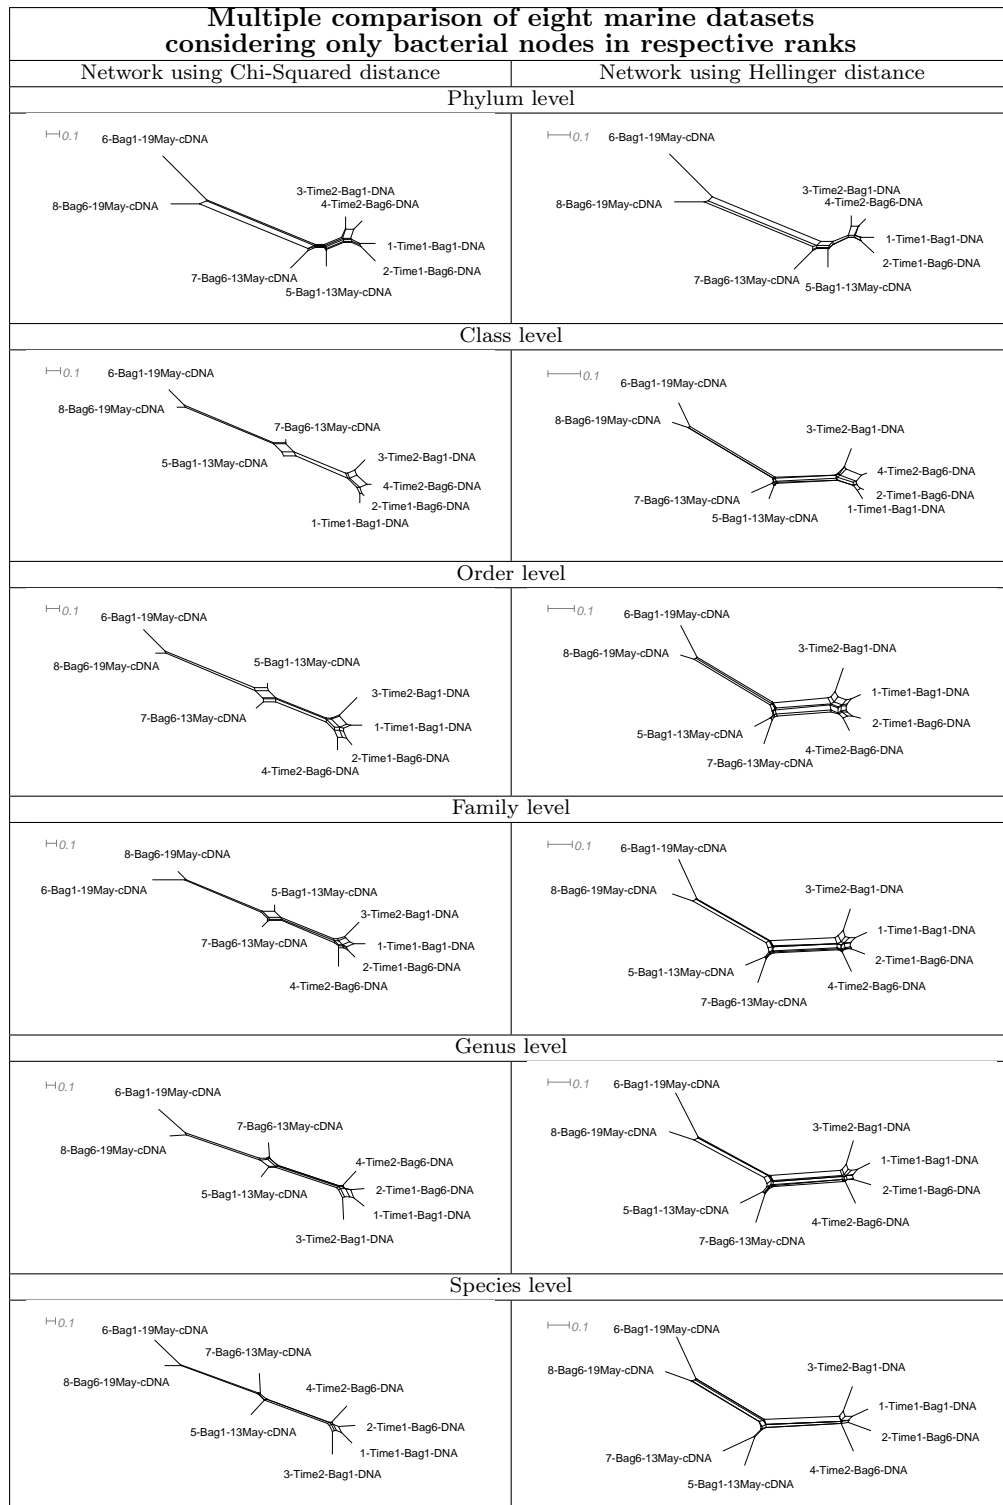 Multiple comparison of eight marine datasets
considering only bacterial nodes in respective ranks
Network using Chi-Squared distance
Network using Hellinger distance
Phylum level
0.1
6-Bag1-19May-cDNA
8-Bag6-19May-cDNA
3-Time2-Bag1-DNA
4-Time2-Bag6-DNA
1-Time1-Bag1-DNA
2-Time1-Bag6-DNA
7-Bag6-13May-cDNA
5-Bag1-13May-cDNA
0.1
6-Bag1-19May-cDNA
8-Bag6-19May-cDNA
3-Time2-Bag1-DNA
4-Time2-Bag6-DNA
1-Time1-Bag1-DNA
2-Time1-Bag6-DNA
7-Bag6-13May-cDNA
5-Bag1-13May-cDNA
Class level
0.1
6-Bag1-19May-cDNA
8-Bag6-19May-cDNA
7-Bag6-13May-cDNA
5-Bag1-13May-cDNA
3-Time2-Bag1-DNA
4-Time2-Bag6-DNA
2-Time1-Bag6-DNA
1-Time1-Bag1-DNA
0.1
6-Bag1-19May-cDNA
8-Bag6-19May-cDNA
3-Time2-Bag1-DNA
4-Time2-Bag6-DNA
7-Bag6-13May-cDNA
2-Time1-Bag6-DNA
1-Time1-Bag1-DNA
5-Bag1-13May-cDNA
Order level
0.1
6-Bag1-19May-cDNA
8-Bag6-19May-cDNA
5-Bag1-13May-cDNA
3-Time2-Bag1-DNA
7-Bag6-13May-cDNA
1-Time1-Bag1-DNA
2-Time1-Bag6-DNA
4-Time2-Bag6-DNA
0.1
6-Bag1-19May-cDNA
8-Bag6-19May-cDNA
3-Time2-Bag1-DNA
1-Time1-Bag1-DNA
2-Time1-Bag6-DNA
5-Bag1-13May-cDNA
4-Time2-Bag6-DNA
7-Bag6-13May-cDNA
Family level
0.1
8-Bag6-19May-cDNA
6-Bag1-19May-cDNA
5-Bag1-13May-cDNA
3-Time2-Bag1-DNA
7-Bag6-13May-cDNA
1-Time1-Bag1-DNA
2-Time1-Bag6-DNA
4-Time2-Bag6-DNA
0.1
6-Bag1-19May-cDNA
8-Bag6-19May-cDNA
3-Time2-Bag1-DNA
1-Time1-Bag1-DNA
2-Time1-Bag6-DNA
5-Bag1-13May-cDNA
4-Time2-Bag6-DNA
7-Bag6-13May-cDNA
Genus level
0.1
6-Bag1-19May-cDNA
7-Bag6-13May-cDNA
8-Bag6-19May-cDNA
4-Time2-Bag6-DNA
2-Time1-Bag6-DNA
5-Bag1-13May-cDNA
1-Time1-Bag1-DNA
3-Time2-Bag1-DNA
0.1
6-Bag1-19May-cDNA
8-Bag6-19May-cDNA
3-Time2-Bag1-DNA
1-Time1-Bag1-DNA
2-Time1-Bag6-DNA
5-Bag1-13May-cDNA
4-Time2-Bag6-DNA
7-Bag6-13May-cDNA
Species level
0.1
6-Bag1-19May-cDNA
7-Bag6-13May-cDNA
8-Bag6-19May-cDNA
4-Time2-Bag6-DNA
2-Time1-Bag6-DNA
5-Bag1-13May-cDNA
1-Time1-Bag1-DNA
3-Time2-Bag1-DNA
0.1
6-Bag1-19May-cDNA
8-Bag6-19May-cDNA
3-Time2-Bag1-DNA
1-Time1-Bag1-DNA
2-Time1-Bag6-DNA
7-Bag6-13May-cDNA
4-Time2-Bag6-DNA
5-Bag1-13May-cDNA